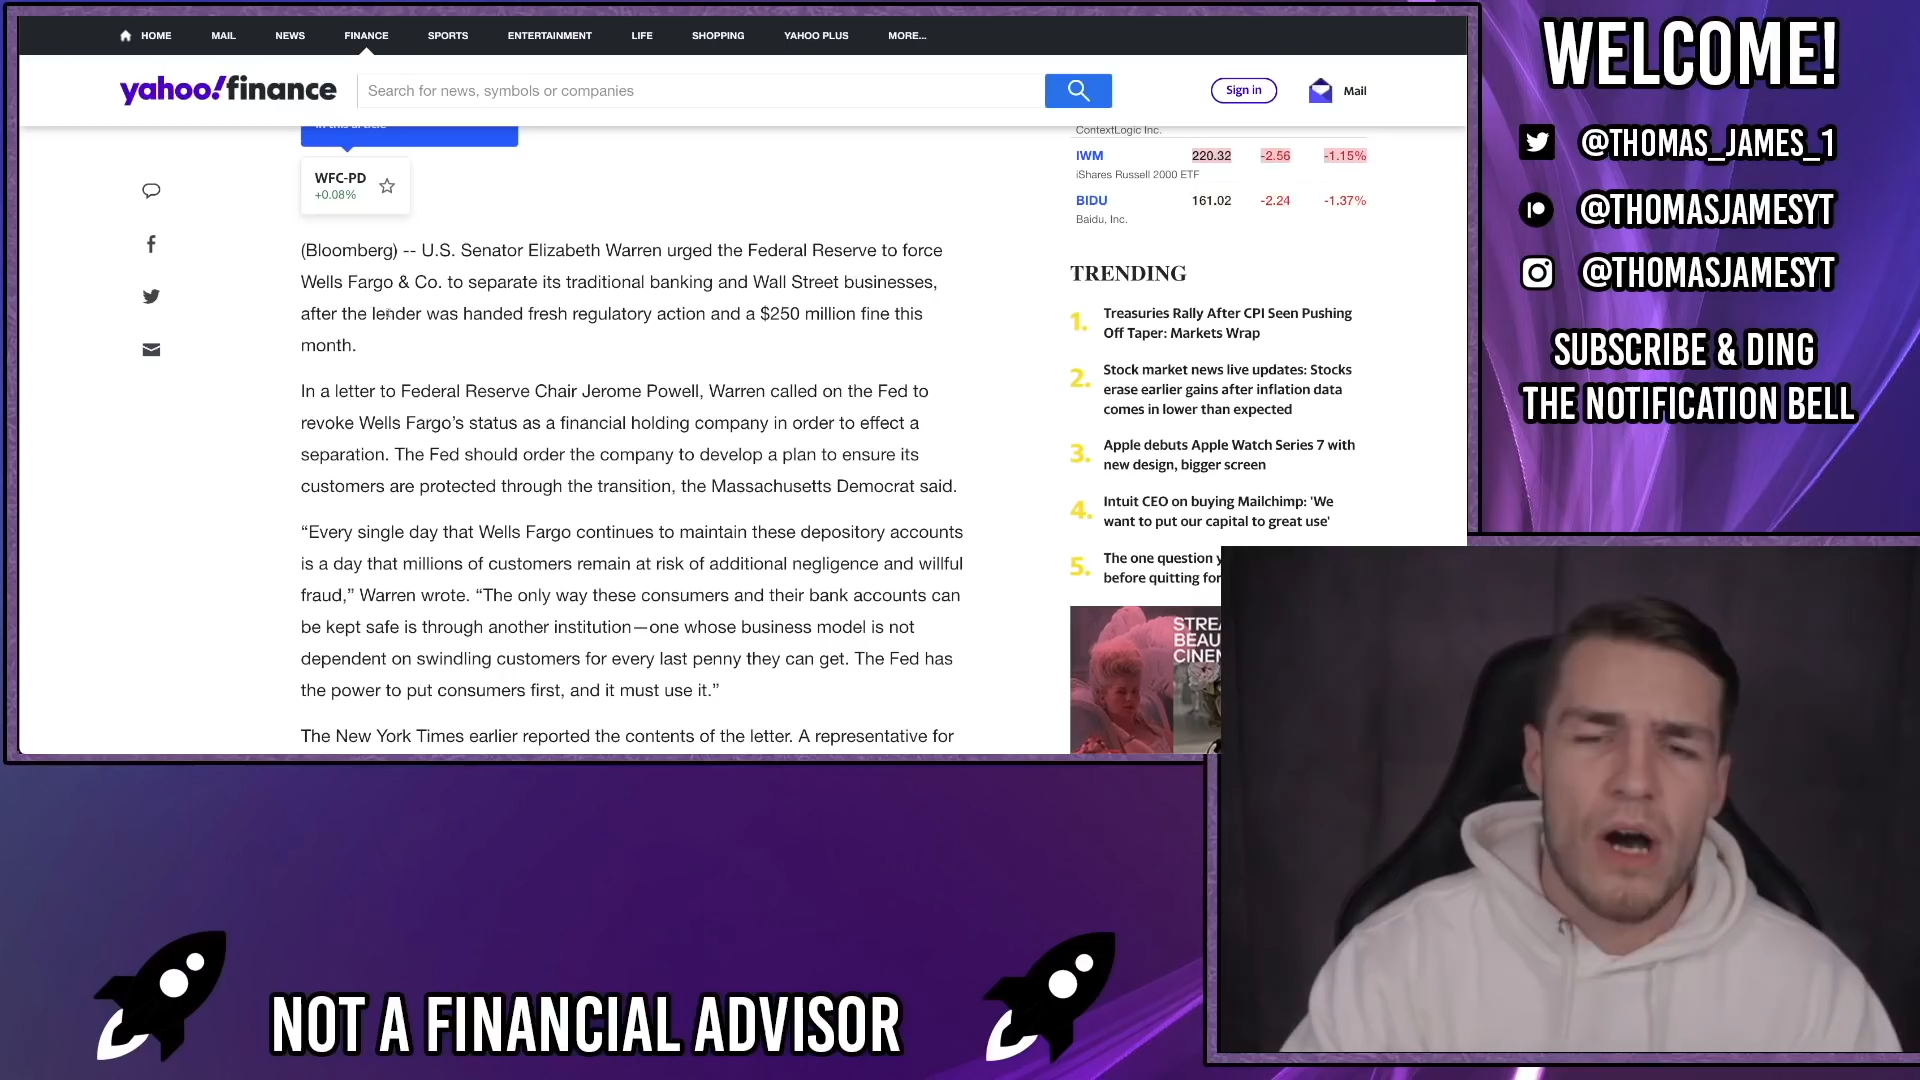 HOME MAIL NEWS FINANCE SPORTS ENTERTAINMENT LIFE SHOPPING YAHOO PLUS MORE...
yahoo!finance
Search for news, symbols or companies
Sign in
Mail
In this article
WFC-PD
+0.08%
(Bloomberg) -- U.S. Senator Elizabeth Warren urged the Federal Reserve to force
Wells Fargo & Co. to separate its traditional banking and Wall Street businesses,
after the lender was handed fresh regulatory action and a $250 million fine this
month.
In a letter to Federal Reserve Chair Jerome Powell, Warren called on the Fed to
revoke Wells Fargo’s status as a financial holding company in order to effect a
separation. The Fed should order the company to develop a plan to ensure its
customers are protected through the transition, the Massachusetts Democrat said.
“Every single day that Wells Fargo continues to maintain these depository accounts
is a day that millions of customers remain at risk of additional negligence and willful
fraud,” Warren wrote. “The only way these consumers and their bank accounts can
be kept safe is through another institution—one whose business model is not
dependent on swindling customers for every last penny they can get. The Fed has
the power to put consumers first, and it must use it.”
The New York Times earlier reported the contents of the letter. A representative for
ContextLogic Inc.
IWM 220.32 -2.56 -1.15%
iShares Russell 2000 ETF
BIDU 161.02 -2.24 -1.37%
Baidu, Inc.
TRENDING
1. Treasuries Rally After CPI Seen Pushing
Off Taper: Markets Wrap
2. Stock market news live updates: Stocks
erase earlier gains after inflation data
comes in lower than expected
3. Apple debuts Apple Watch Series 7 with
new design, bigger screen
4. Intuit CEO on buying Mailchimp: 'We
want to put our capital to great use'
5. The one question
before quitting
STREA
BEAU
CINEM
WELCOME!
@THOMAS_JAMES_1
@THOMASJAMESYT
@THOMASJAMESYT
SUBSCRIBE & DING
THE NOTIFICATION BELL
NOT A FINANCIAL ADVISOR